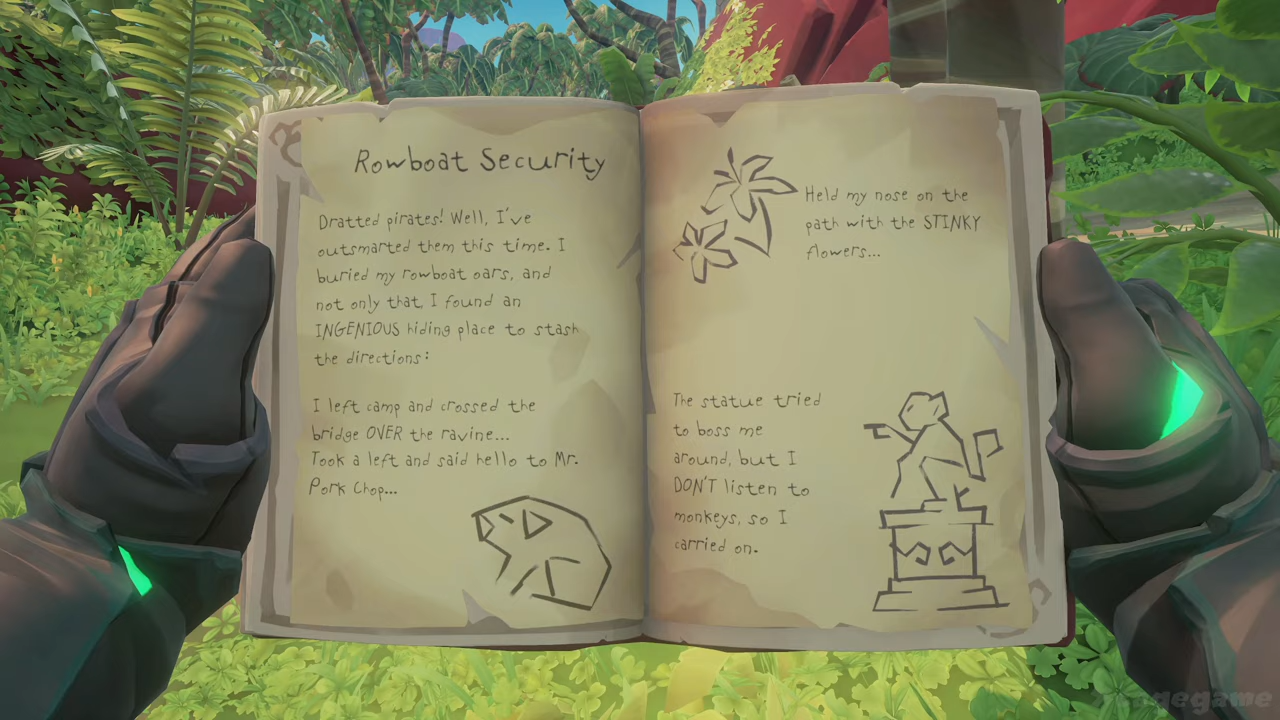 Rowboat Security
Dratted pirates! Well, I've
outsmarted them this time. I
buried my rowboat oars, and
not only that, I found an
INGENIOUS hiding place to stash
the directions:
I left camp and crossed the
bridge OVER the ravine...
Took a left and said hello to Mr.
Pork Chop...
Held my nose on the
path with the STINKY
flowers...
The statue tried
to boss me
around, but I
DON'T listen to
monkeys, so I
carried on.